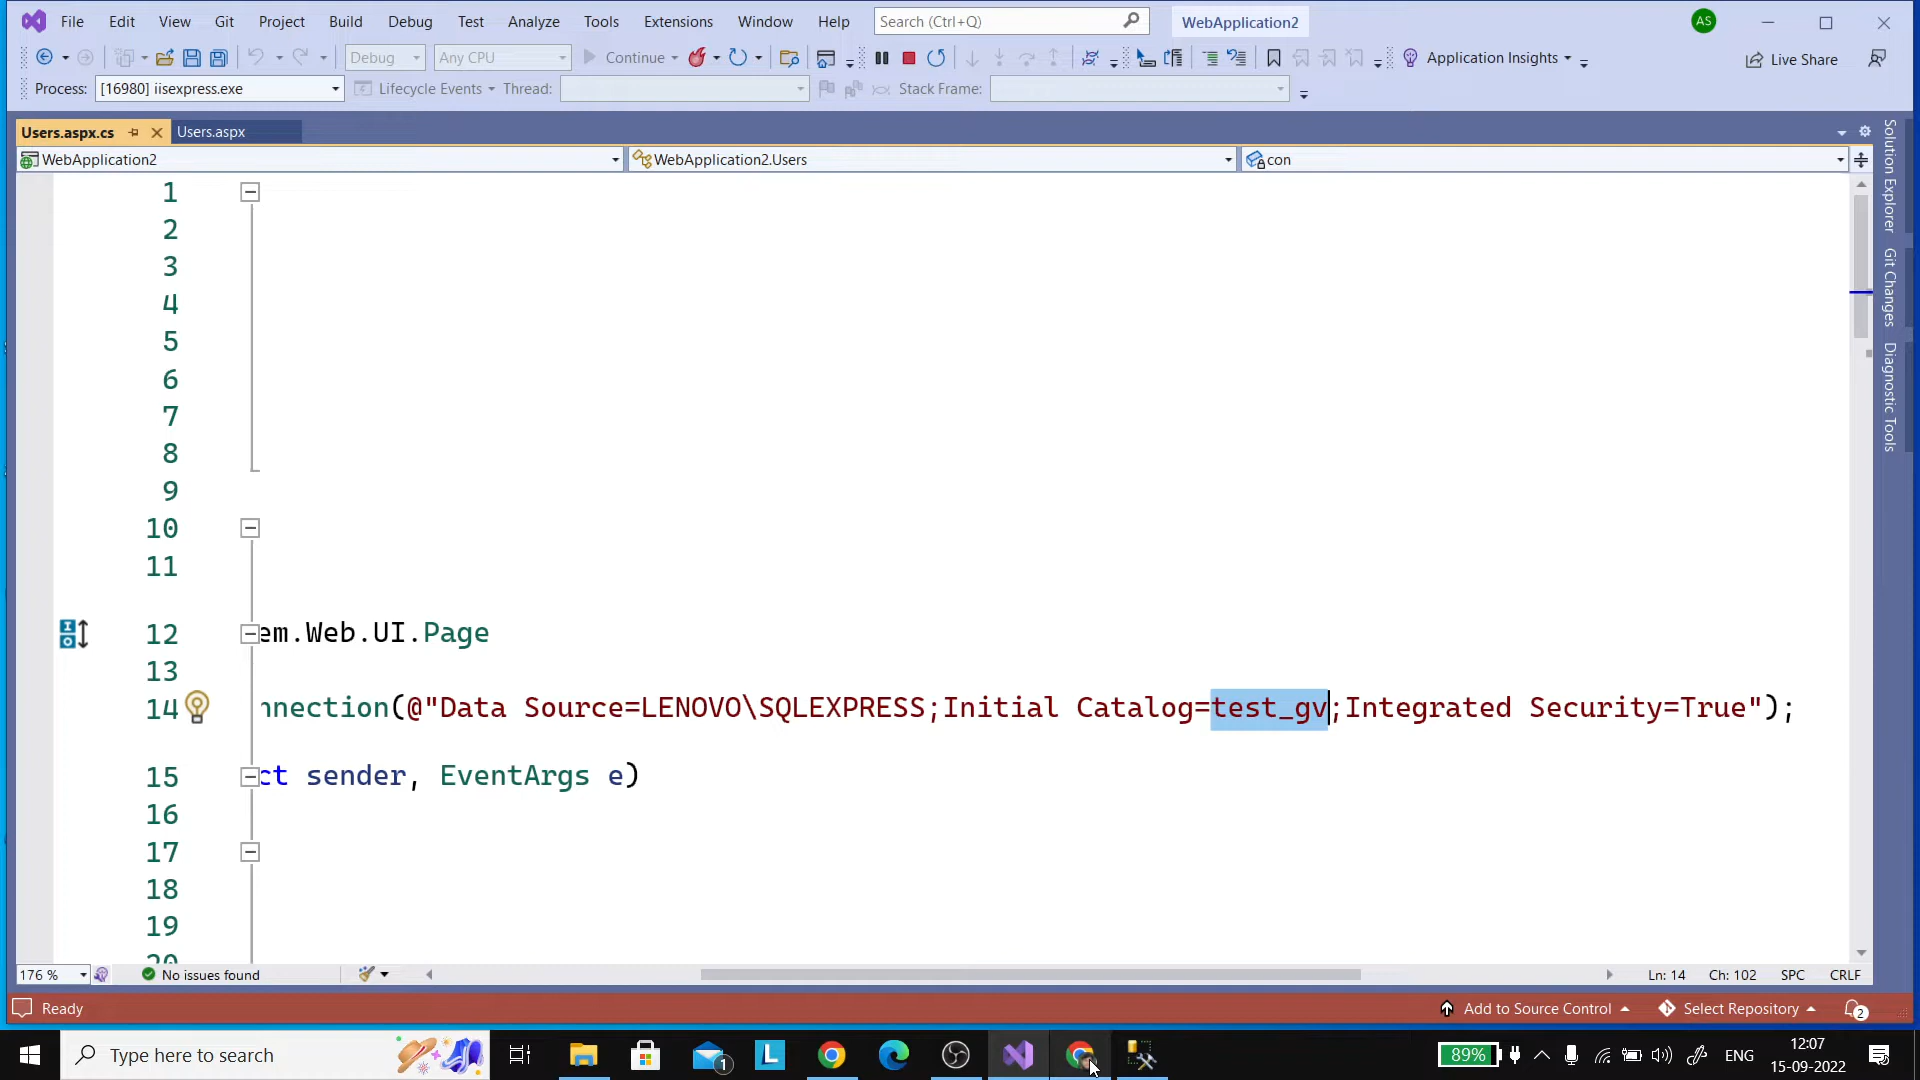 File Edit View Git Project Build Debug Test Analyze Tools Extensions Window Help Search (Ctrl+Q) WebApplication2 AS
Debug Any CPU Continue Application Insights Live Share
Process: [16980] iisexpress.exe Lifecycle Events Thread: Stack Frame:
Users.aspx.cs Users.aspx
WebApplication2 WebApplication2.Users con
1
2
3
4
5
6
7
8
9
10
11
12 em.Web.UI.Page
13
14 nnection(@"Data Source=LENOVO\SQLEXPRESS;Initial Catalog=test_gv;Integrated Security=True");
15 ct sender, EventArgs e)
16
17
18
19
20
Solution Explorer
Git Changes
Diagnostic Tools
176 % No issues found Ln: 14 Ch: 102 SPC CRLF
Ready Add to Source Control Select Repository 2
Type here to search 1 L 89% ENG 12:07
15-09-2022